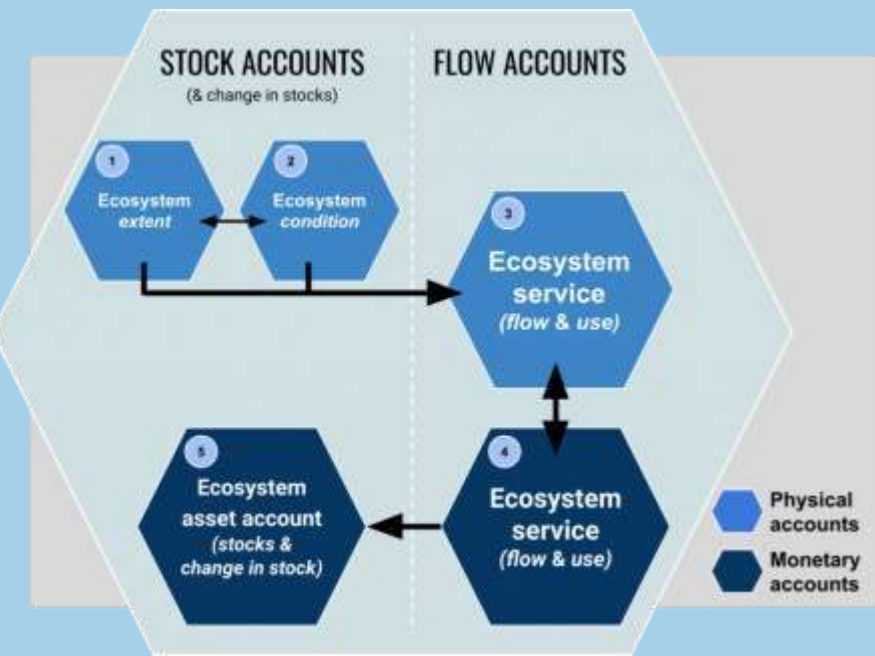 STOCK ACCOUNTS
(& change in stocks)
FLOW ACCOUNTS
1
Ecosystem
extent
2
Ecosystem
condition
3
Ecosystem
service
(flow & use)
5
Ecosystem
asset account
(stocks &
change in stock)
4
Ecosystem
service
(flow & use)
Physical
accounts
Monetary
accounts